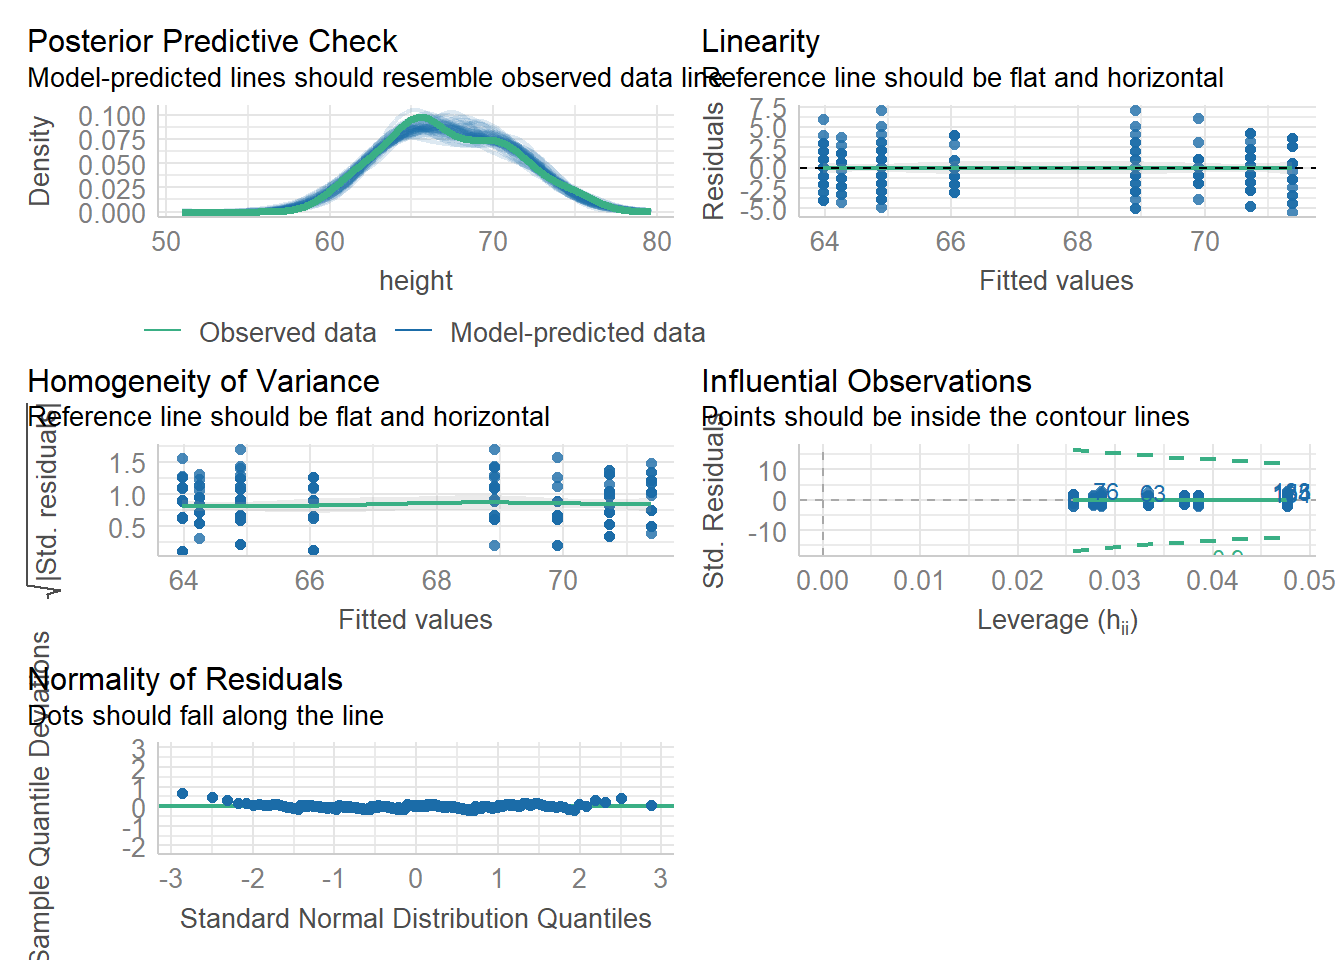 Posterior Predictive Check
Model-predicted lines should resemble observed data line
Density
0.100
0.075
0.050
0.025
0.000
50 60 70 80
height
Observed data Model-predicted data
Linearity
Reference line should be flat and horizontal
Residuals
7.5
5.0
2.5
0.0
-2.5
-5.0
64 66 68 70
Fitted values
Homogeneity of Variance
Reference line should be flat and horizontal
√|Std. residuals|
1.5
1.0
0.5
64 66 68 70
Fitted values
Influential Observations
Points should be inside the contour lines
Std. Residuals
10
0
-10
76
0.00 0.01 0.02 0.03 0.04 0.05
Leverage (hii)
Normality of Residuals
Dots should fall along the line
Sample Quantile Deviations
3
2
1
0
-1
-2
-3 -2 -1 0 1 2 3
Standard Normal Distribution Quantiles